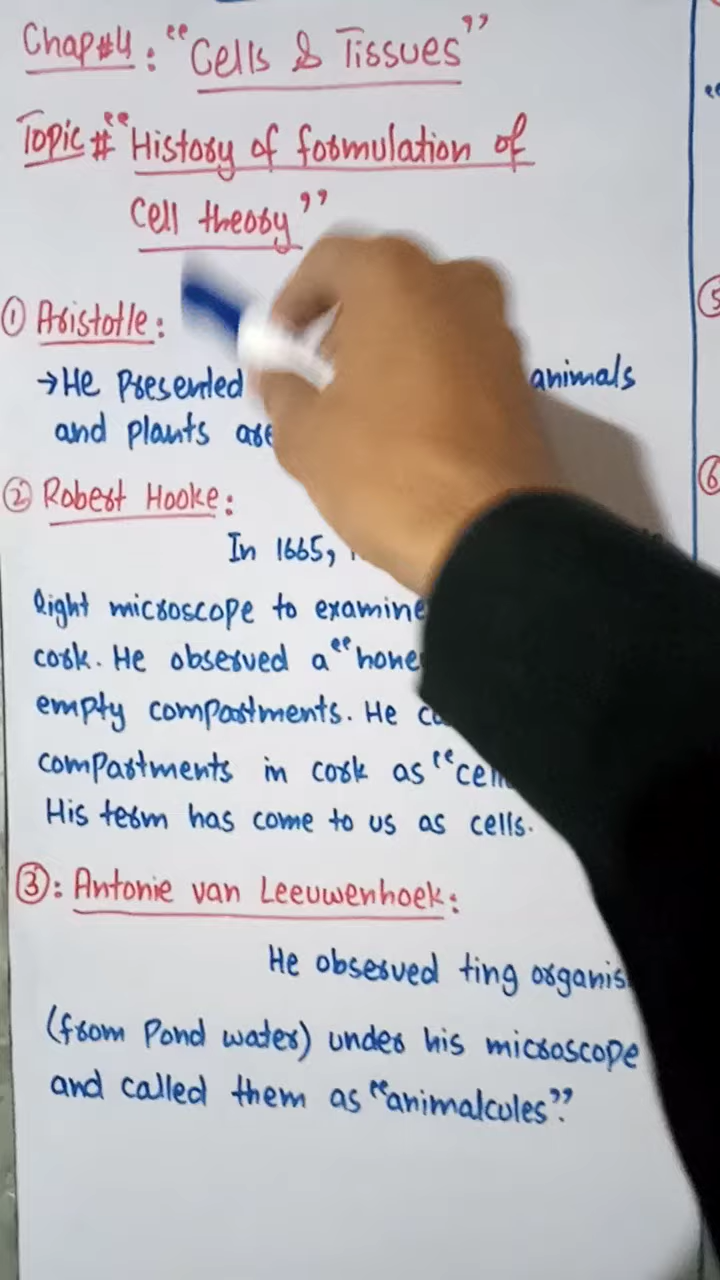 Chap#4: "Cells & Tissues"
Topic # "History of formulation of
Cell theory"
① Aristotle:
→He Presented animals
and plants are
② Robert Hooke:
In 1665,
light microscope to examine
cork. He observed a "hone
empty compartments. He
compartments in cork as "cell
His term has come to us as cells.
③: Antonie van Leeuwenhoek:
He observed ting organis
(from Pond water) under his microscope
and called them as "animalcules".
⑤
⑥